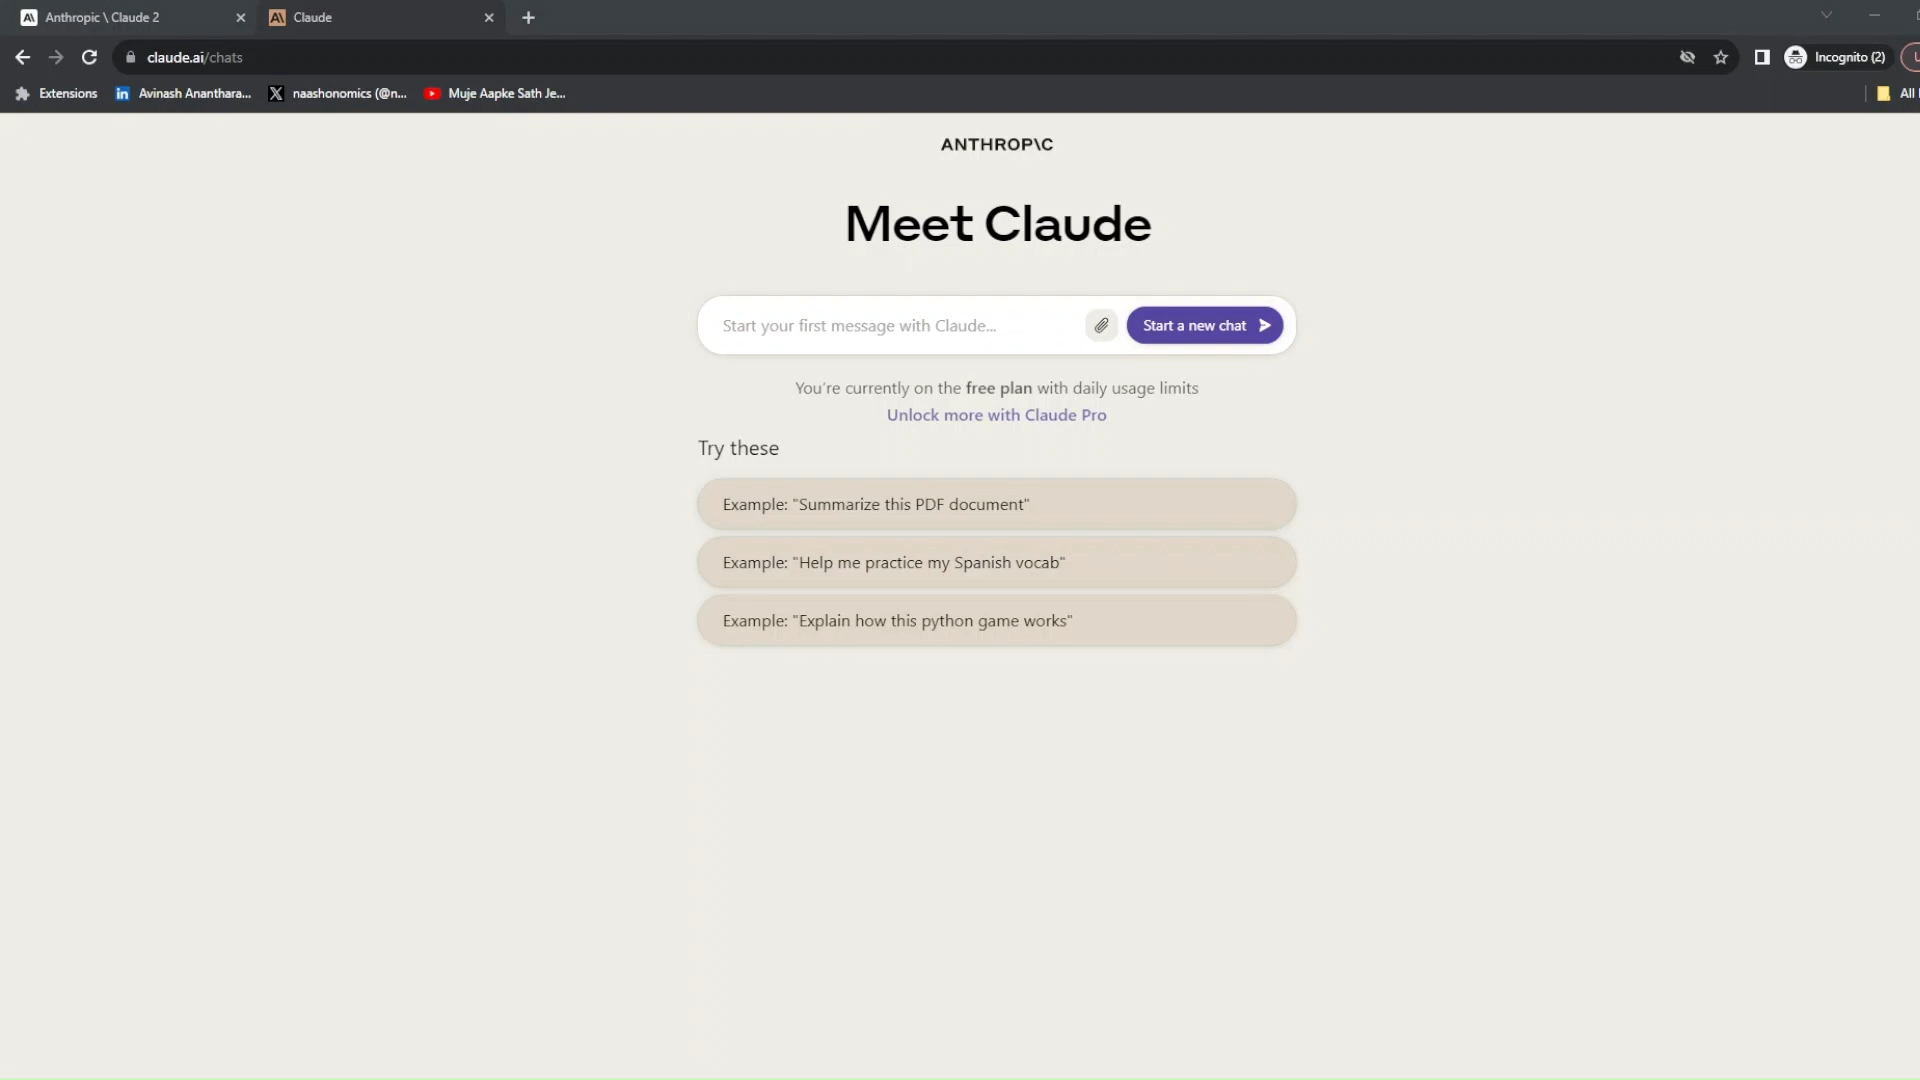 Anthropic \ Claude 2
Claude
claude.ai/chats
Incognito (2)
Extensions
Avinash Ananthara...
naashonomics (@n...
Muje Aapke Sath Je...
All
ANTHROP\C
Meet Claude
Start your first message with Claude...
Start a new chat
You're currently on the free plan with daily usage limits
Unlock more with Claude Pro
Try these
Example: "Summarize this PDF document"
Example: "Help me practice my Spanish vocab"
Example: "Explain how this python game works"